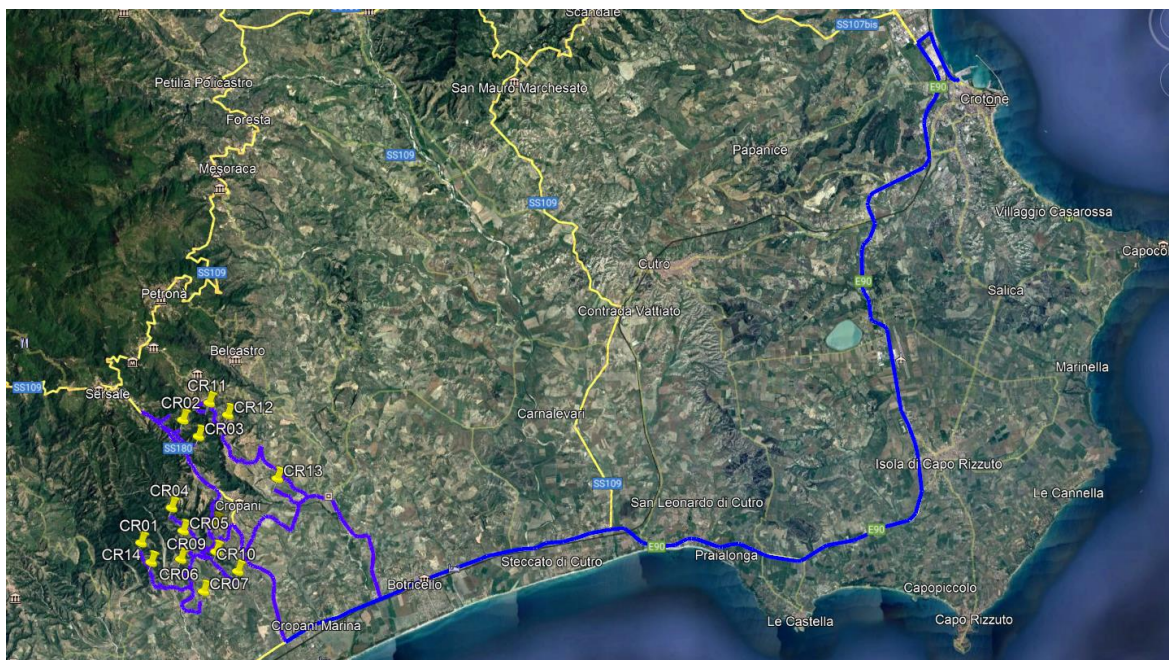 Scandale
SS107bis
Petilia Policastro
San Mauro Marchesato
E90
Crotone
Foresta
Papanice
SS109
Mesoraca
SS109
Villaggio Casarossa
Cutro
SS109
E90
Petrona
Salica
Contrada Vattiato
Belcastro
Marinella
SS109
Sersale
CR11
CR02
CR12
CR03
Carnalevari
SS180
Isola di Capo Rizzuto
CR13
SS109
Le Cannella
CR04
Cropani
San Leonardo di Cutro
CR01
CR05
E90
E90
CR14
CR09
CR10
Steccato di Cutro
Praialonga
CR06
CR07
Botricello
Capopiccolo
Cropani Marina
Le Castella
Capo Rizzuto